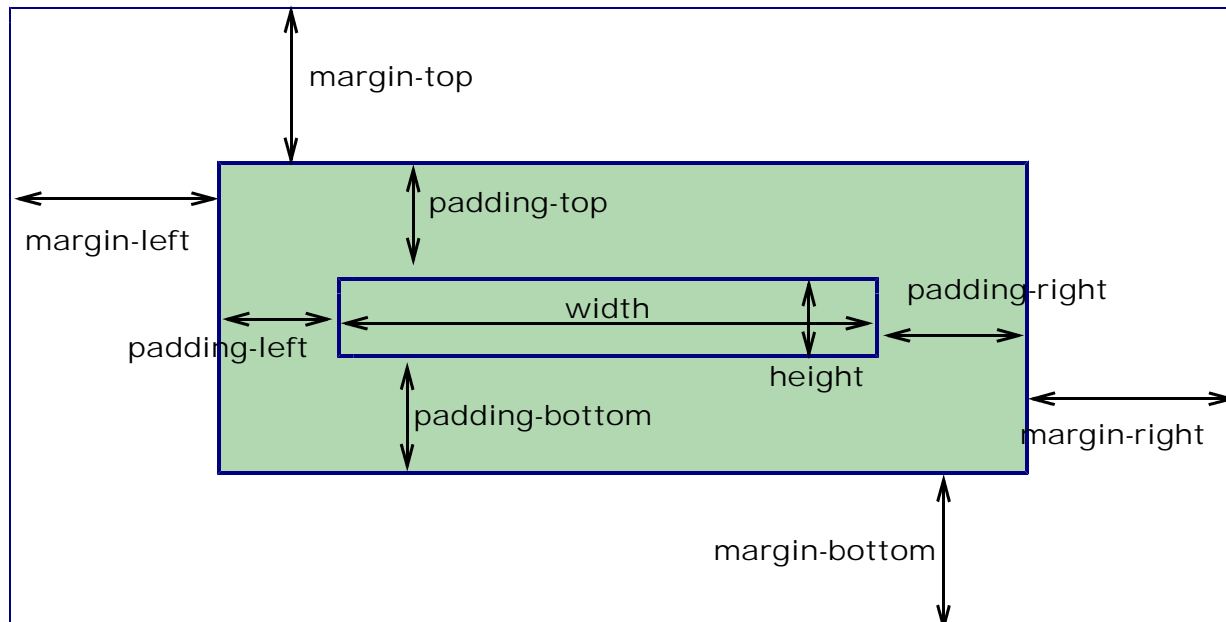 margin-top
padding-top
margin-left
padding-right
width
padding-left
height
padding-bottom
margin-right
margin-bottom